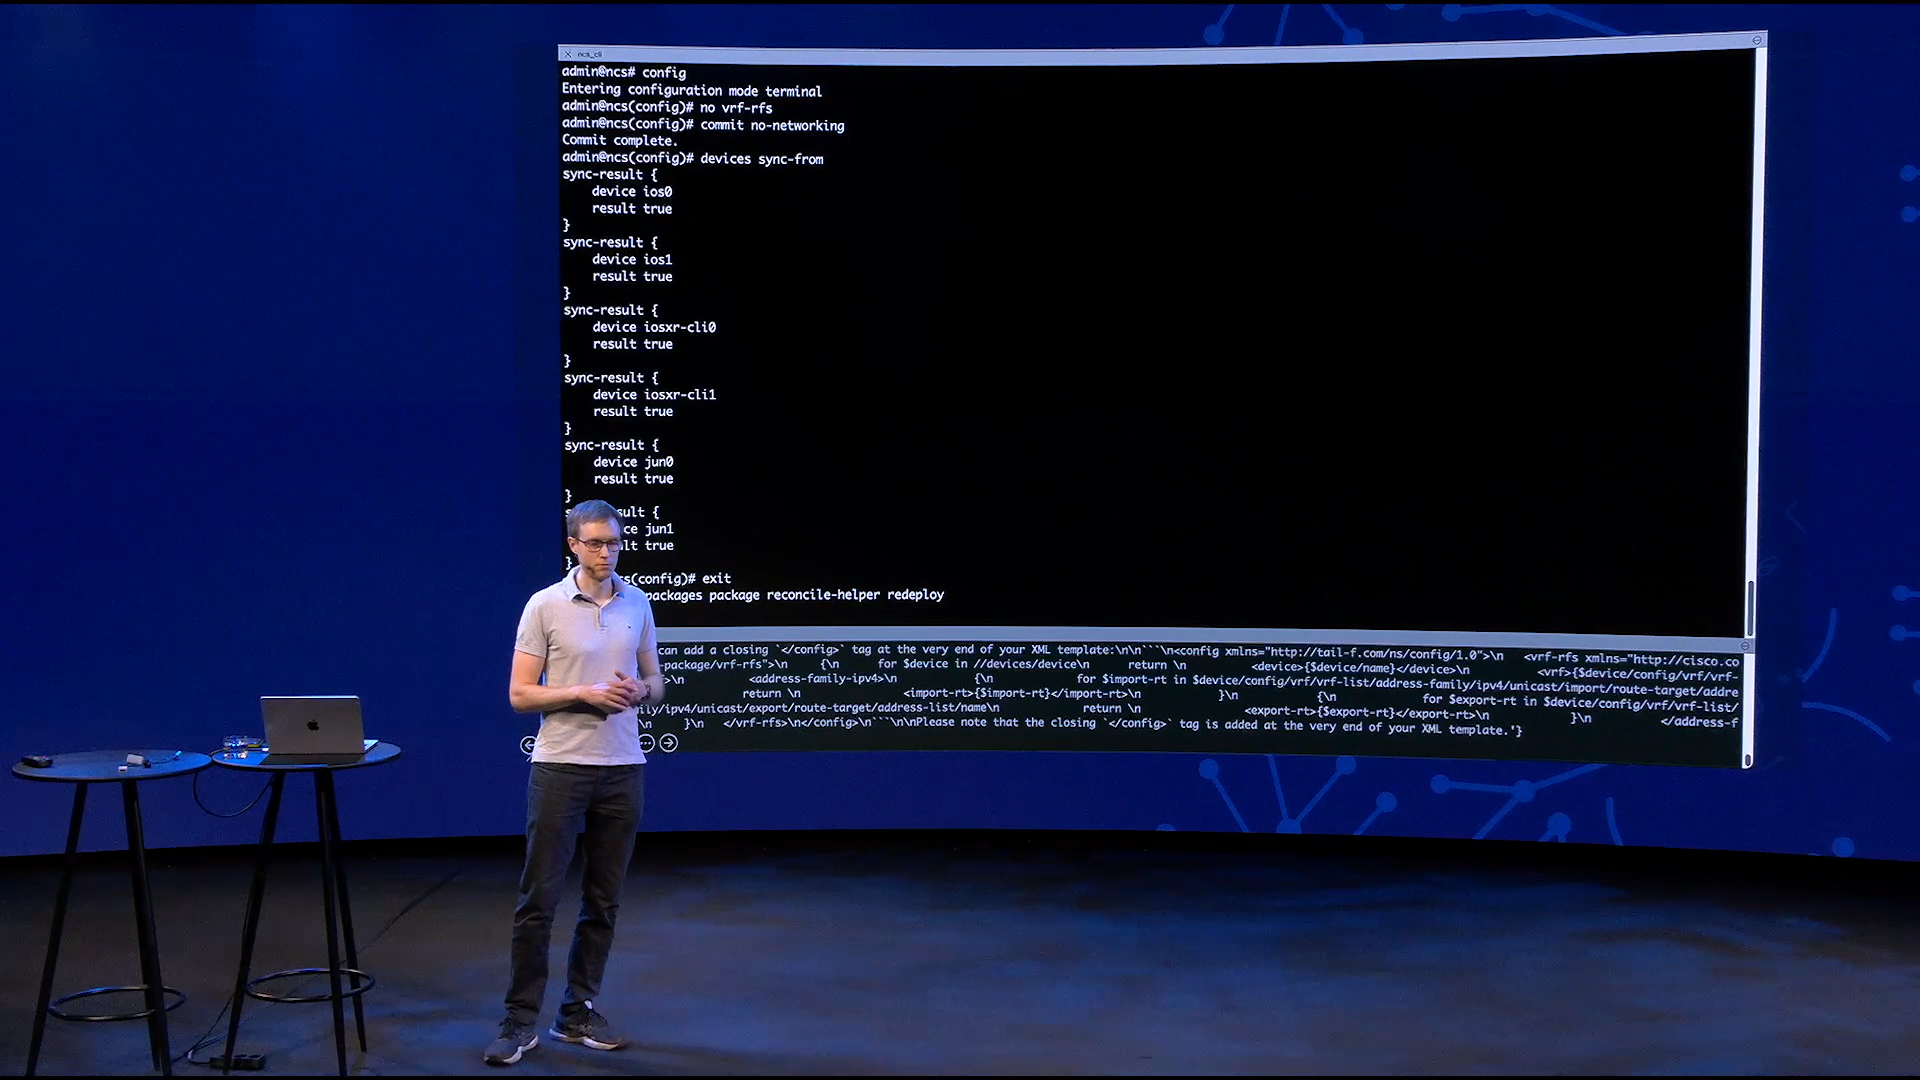 ncs_cli
admin@ncs# config
Entering configuration mode terminal
admin@ncs(config)# no vrf-rfs
admin@ncs(config)# commit no-networking
Commit complete.
admin@ncs(config)# devices sync-from
sync-result {
device ios0
result true
}
sync-result {
device ios1
result true
}
sync-result {
device iosxr-cli0
result true
}
sync-result {
device iosxr-cli1
result true
}
sync-result {
device jun0
result true
}
sult {
ce jun1
lt true
}
s(config)# exit
packages package reconcile-helper redeploy
can add a closing `</config>` tag at the very end of your XML template:\n\n```\n<config xmlns="http://tail-f.com/ns/config/1.0">\n <vrf-rfs xmlns="http://cisco.co
-package/vrf-rfs">\n {\n for $device in //devices/device\n return \n <device>{$device/name}</device>\n <vrf>{$device/config/vrf/vrf-
>\n <address-family-ipv4>\n {\n for $import-rt in $device/config/vrf/vrf-list/address-family/ipv4/unicast/import/route-target/addre
return \n <import-rt>{$import-rt}</import-rt>\n }\n {\n for $export-rt in $device/config/vrf/vrf-list/
ly/ipv4/unicast/export/route-target/address-list/name\n return \n <export-rt>{$export-rt}</export-rt>\n }\n </address-f
\n }\n </vrf-rfs>\n</config>\n```\n\nPlease note that the closing `</config>` tag is added at the very end of your XML template.'}